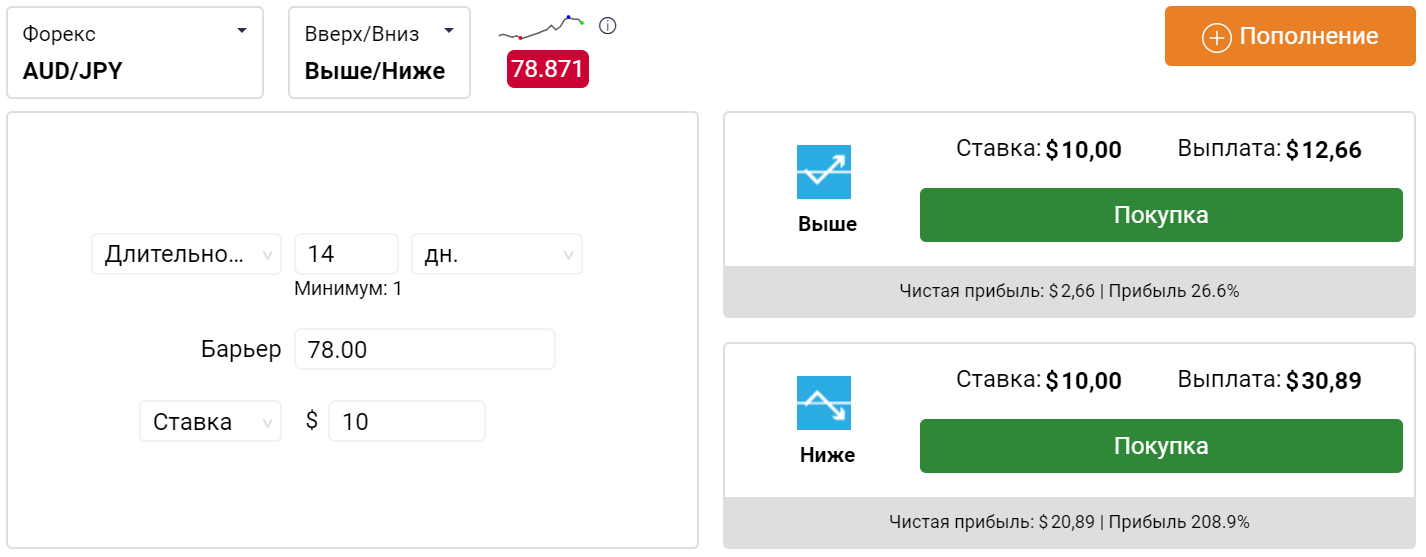 Форекс
AUD/JPY
Вверх/Вниз
Выше/Ниже
78.871
Пополнение
Длительно...
14
дн.
Минимум: 1
Барьер
78.00
Ставка
$
10
Ставка: $10,00 Выплата: $12,66
Выше
Покупка
Чистая прибыль: $2,66 | Прибыль 26.6%
Ставка: $10,00 Выплата: $30,89
Ниже
Покупка
Чистая прибыль: $20,89 | Прибыль 208.9%